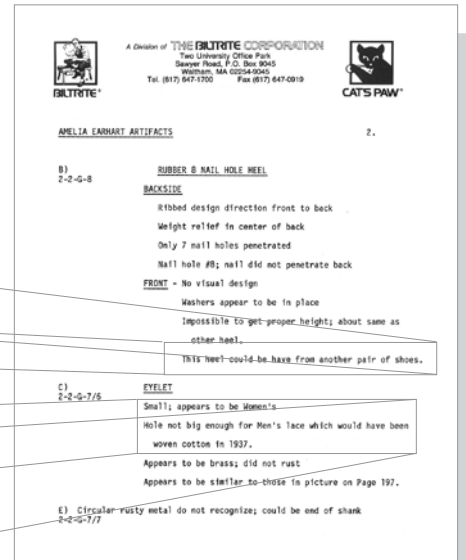 A Division of THE BILTRITE CORPORATION
Two University Office Park
Sawyer Road, P.O. Box 9045
Waltham, MA 02254-9045
Tel. (617) 647-1700 Fax (617) 647-0919
BILTRITE
CAT'S PAW
AMELIA EARHART ARTIFACTS 2.
B) RUBBER 8 NAIL HOLE HEEL
2-2-G-8
BACKSIDE
Ribbed design direction front to back
Weight relief in center of back
Only 7 nail holes penetrated
Nail hole #8; nail did not penetrate back
FRONT - No visual design
Washers appear to be in place
Impossible to get proper height; about same as
other heel.
This heel could be have from another pair of shoes.
C) EYELET
2-2-G-7/6
Small; appears to be Women's
Hole not big enough for Men's lace which would have been
woven cotton in 1937.
Appears to be brass; did not rust
Appears to be similar to those in picture on Page 197.
E) Circular rusty metal do not recognize; could be end of shank
2-2-G-7/7